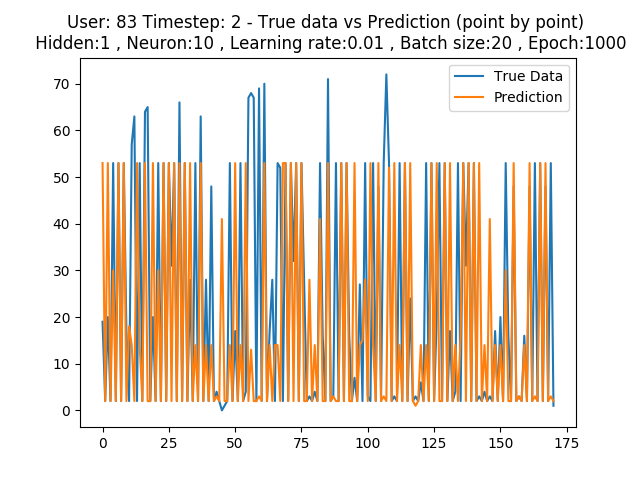 User: 83 Timestep: 2 - True data vs Prediction (point by point)
Hidden:1 , Neuron:10 , Learning rate:0.01 , Batch size:20 , Epoch:1000
True Data
Prediction
70
60
50
40
30
20
10
0
0 25 50 75 100 125 150 175